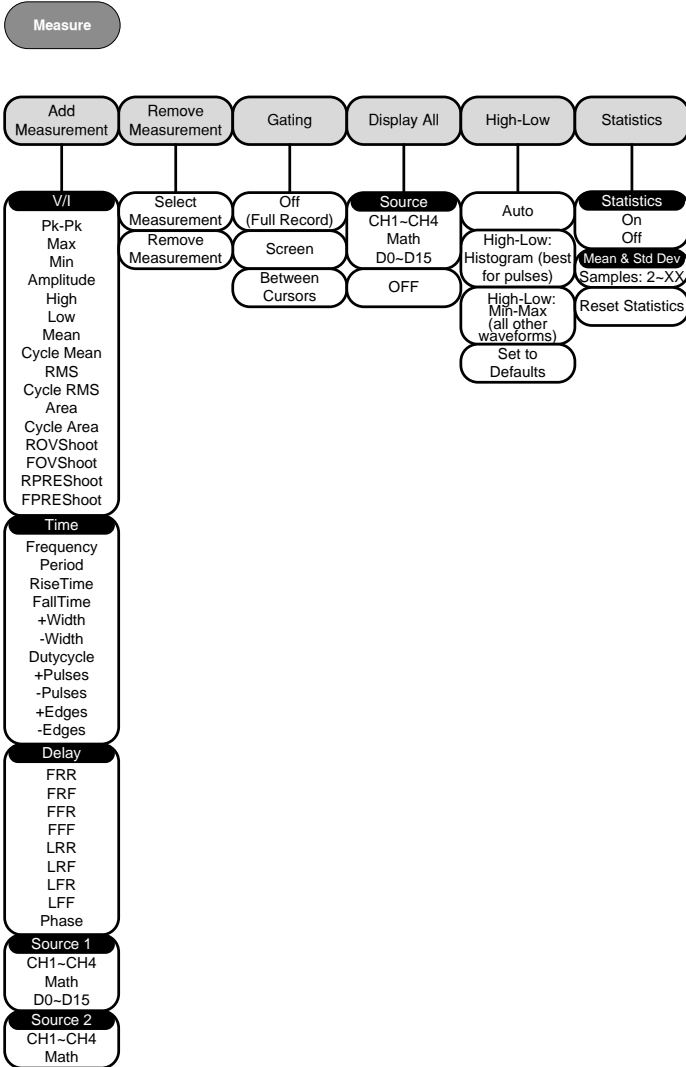 Measure
Add
Measurement
Remove
Measurement
Gating
Display All
High-Low
Statistics
V/I
Pk-Pk
Max
Min
Amplitude
High
Low
Mean
Cycle Mean
RMS
Cycle RMS
Area
Cycle Area
ROVShoot
FOVShoot
RPREShoot
FPREShoot
Time
Frequency
Period
RiseTime
FallTime
+Width
-Width
Dutycycle
+Pulses
-Pulses
+Edges
-Edges
Delay
FRR
FRF
FFR
FFF
LRR
LRF
LFR
LFF
Phase
Source 1
CH1~CH4
Math
D0~D15
Source 2
CH1~CH4
Math
Select
Measurement
Remove
Measurement
Off
(Full Record)
Screen
Between
Cursors
Source
CH1~CH4
Math
D0~D15
OFF
Auto
High-Low:
Histogram (best
for pulses)
High-Low:
Min-Max
(all other
waveforms)
Set to
Defaults
Statistics
On
Off
Mean & Std Dev
Samples: 2~XX
Reset Statistics